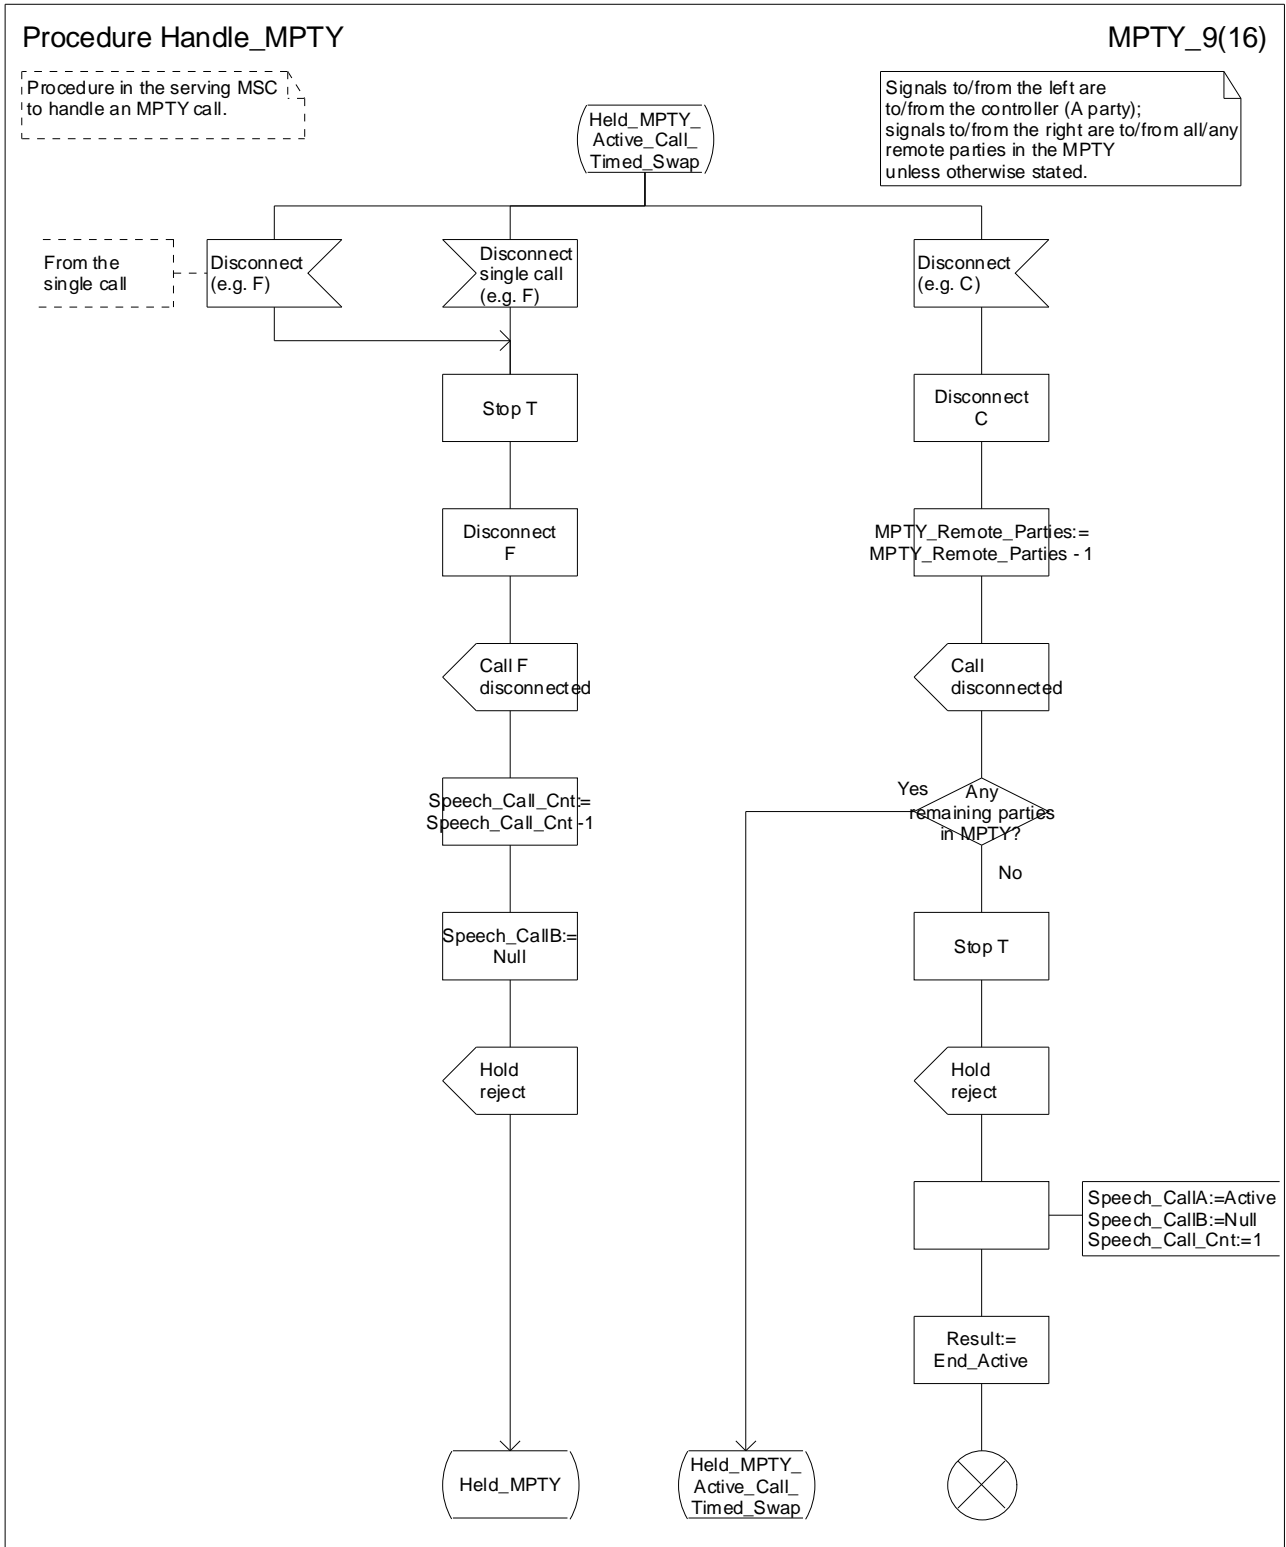 Procedure Handle_MPTY
MPTY_9(16)
Procedure in the serving MSC
to handle an MPTY call.
Signals to/from the left are
to/from the controller (A party);
signals to/from the right are to/from all/any
remote parties in the MPTY
unless otherwise stated.
Held_MPTY_
Active_Call_
Timed_Swap
From the
single call
Disconnect
(e.g. F)
Disconnect
single call
(e.g. F)
Disconnect
(e.g. C)
Stop T
Disconnect
C
Disconnect
F
MPTY_Remote_Parties:=
MPTY_Remote_Parties - 1
Call F
disconnected
Call
disconnected
Speech_Call_Cnt:=
Speech_Call_Cnt -1
Yes
Any
remaining parties
in MPTY?
No
Speech_CallB:=
Null
Stop T
Hold
reject
Hold
reject
Speech_CallA:=Active
Speech_CallB:=Null
Speech_Call_Cnt:=1
Result:=
End_Active
Held_MPTY
Held_MPTY_
Active_Call_
Timed_Swap